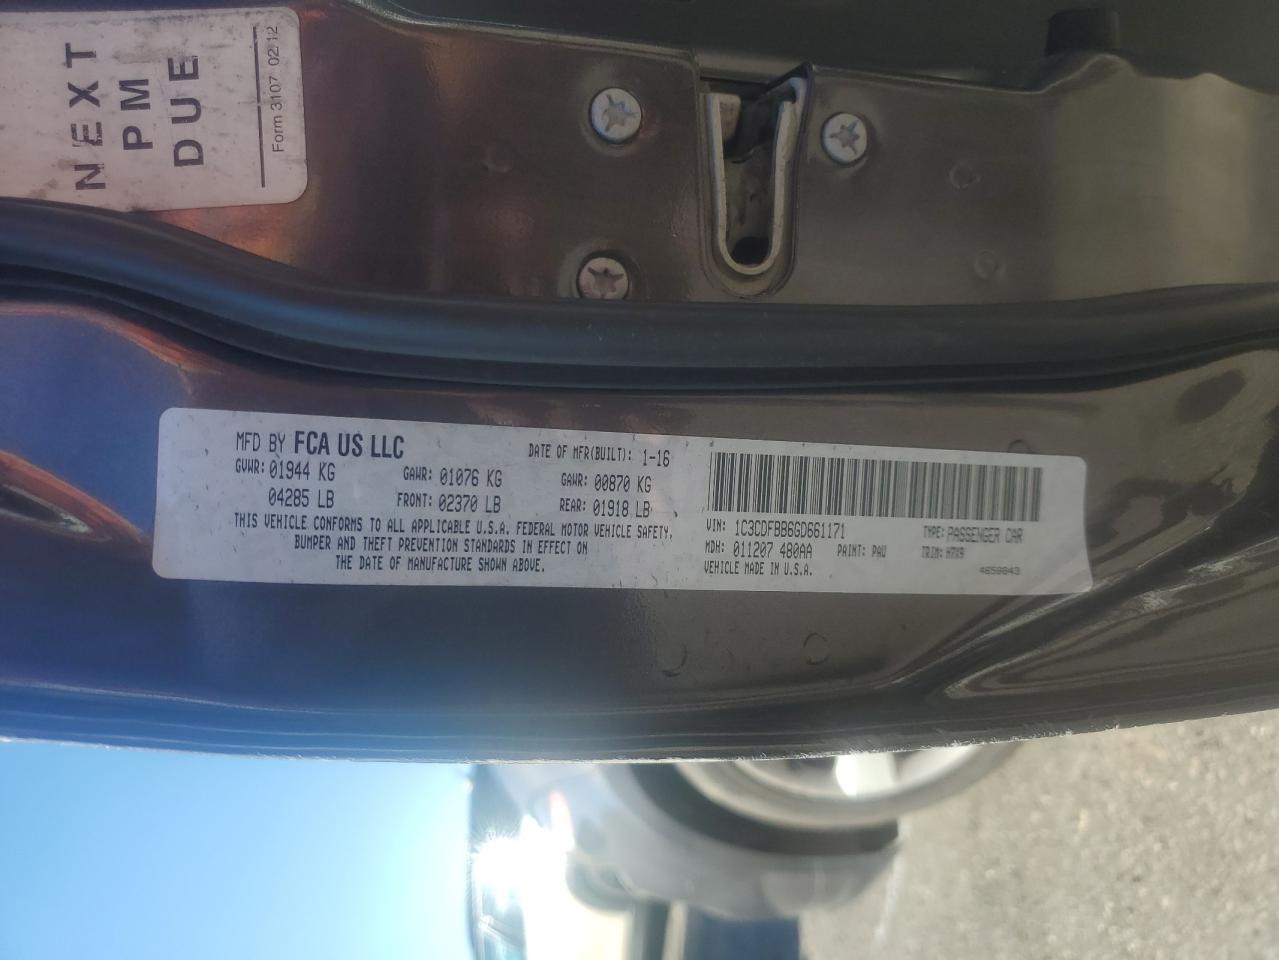 NEXT
PM
DUE
Form 3107 02/12
MFD BY FCA US LLC
DATE OF MFR(BUILT): 1-16
GVWR: 01944 KG
GAWR: 01076 KG
GAWR: 00870 KG
04285 LB
FRONT: 02370 LB
REAR: 01918 LB
THIS VEHICLE CONFORMS TO ALL APPLICABLE U.S.A. FEDERAL MOTOR VEHICLE SAFETY,
BUMPER AND THEFT PREVENTION STANDARDS IN EFFECT ON
THE DATE OF MANUFACTURE SHOWN ABOVE.
VIN: 1C3CDFBB6GD661171
TYPE: PASSENGER CAR
MDH: 011207 480AA
PAINT: PAU
TRIM: H7X9
VEHICLE MADE IN U.S.A.
4658843